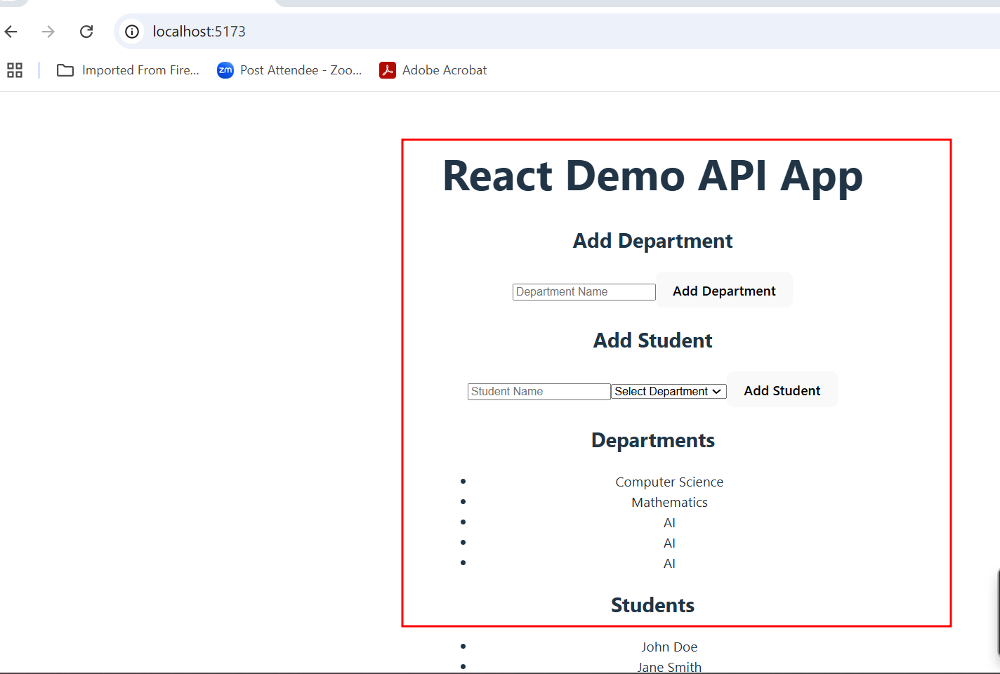 localhost:5173
Imported From Fire...
zm Post Attendee - Zoo...
Adobe Acrobat
React Demo API App
Add Department
Department Name Add Department
Add Student
Student Name Select Department Add Student
Departments
• Computer Science
• Mathematics
• AI
• AI
• AI
Students
• John Doe
• Jane Smith